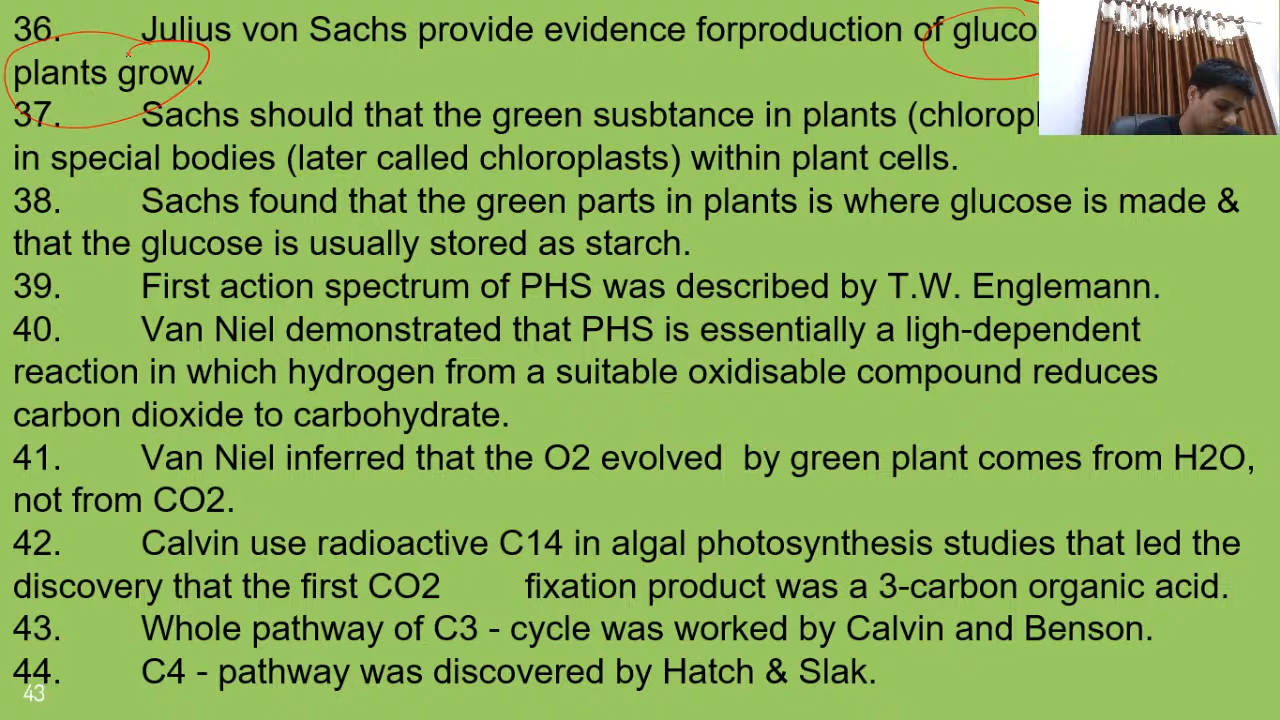 36. Julius von Sachs provide evidence forproduction of gluco
plants grow.
37. Sachs should that the green susbtance in plants (chlorop
in special bodies (later called chloroplasts) within plant cells.
38. Sachs found that the green parts in plants is where glucose is made &
that the glucose is usually stored as starch.
39. First action spectrum of PHS was described by T.W. Englemann.
40. Van Niel demonstrated that PHS is essentially a ligh-dependent
reaction in which hydrogen from a suitable oxidisable compound reduces
carbon dioxide to carbohydrate.
41. Van Niel inferred that the O2 evolved by green plant comes from H2O,
not from CO2.
42. Calvin use radioactive C14 in algal photosynthesis studies that led the
discovery that the first CO2 fixation product was a 3-carbon organic acid.
43. Whole pathway of C3 - cycle was worked by Calvin and Benson.
44. C4 - pathway was discovered by Hatch & Slak.
43